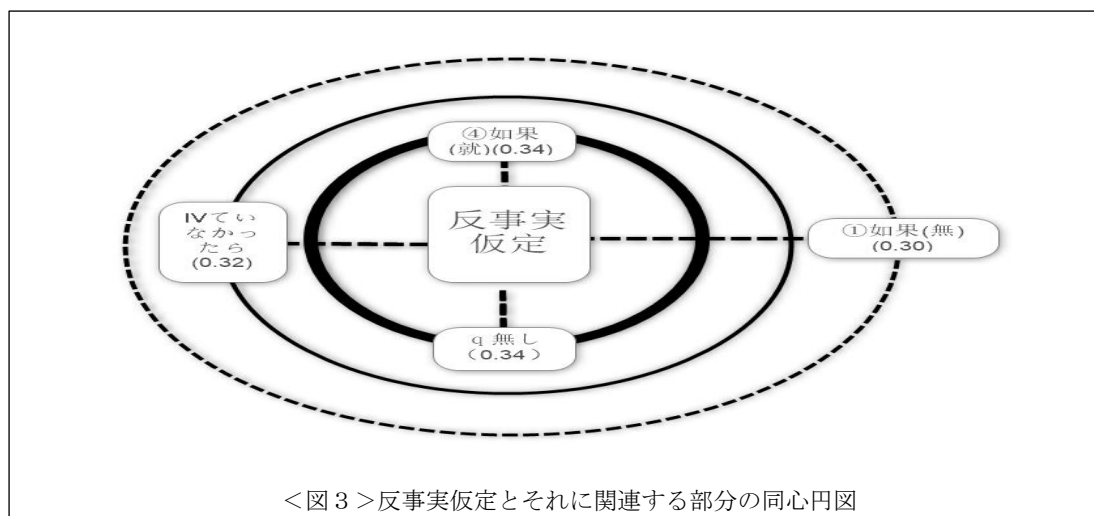 ④如果
(就)(0.34)
反事実
仮定
Ⅳてい
なかっ
たら
(0.32)
①如果(無)
(0.30)
q無し
(0.34)
＜図３＞反事実仮定とそれに関連する部分の同心円図